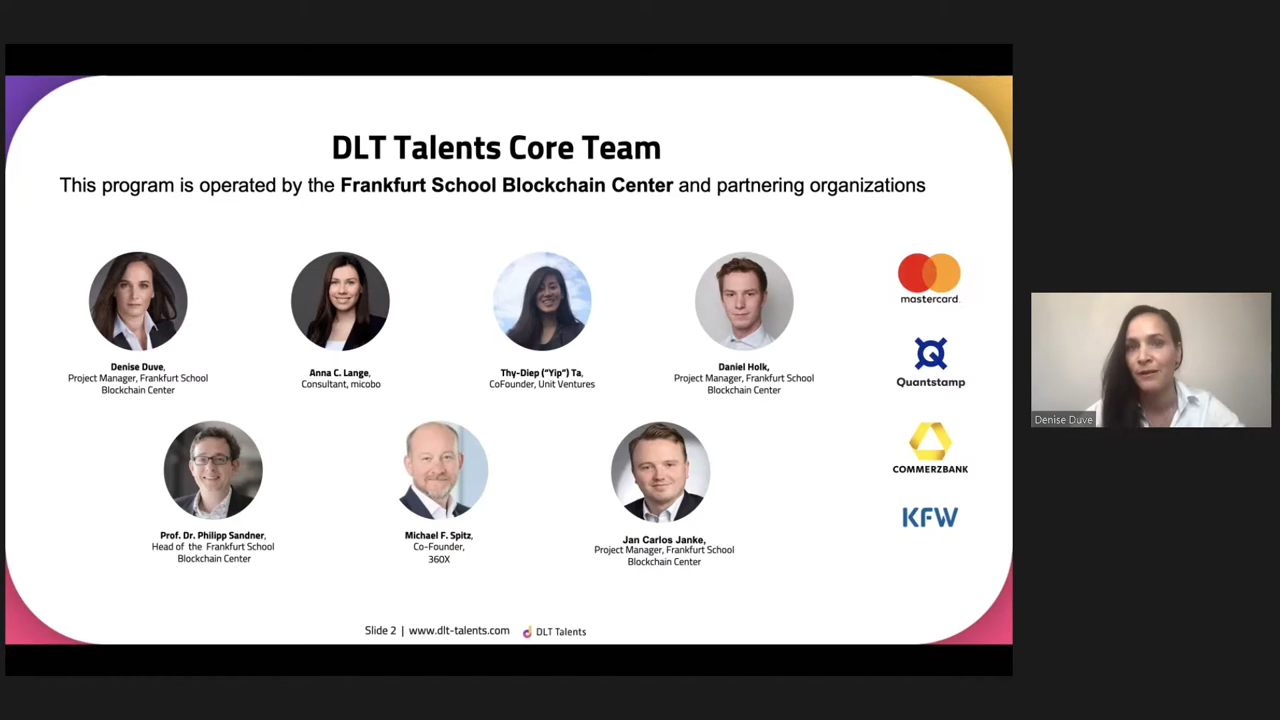 DLT Talents Core Team
This program is operated by the Frankfurt School Blockchain Center and partnering organizations
Denise Duve,
Project Manager, Frankfurt School
Blockchain Center
Anna C. Lange,
Consultant, micobo
Thy-Diep (“Yip”) Ta,
CoFounder, Unit Ventures
Daniel Holk,
Project Manager, Frankfurt School
Blockchain Center
mastercard.
Quantstamp
COMMERZBANK
KFW
Prof. Dr. Philipp Sandner,
Head of the Frankfurt School
Blockchain Center
Michael F. Spitz,
Co-Founder,
360X
Jan Carlos Janke,
Project Manager, Frankfurt School
Blockchain Center
Slide 2 | www.dlt-talents.com DLT Talents
Denise Duve